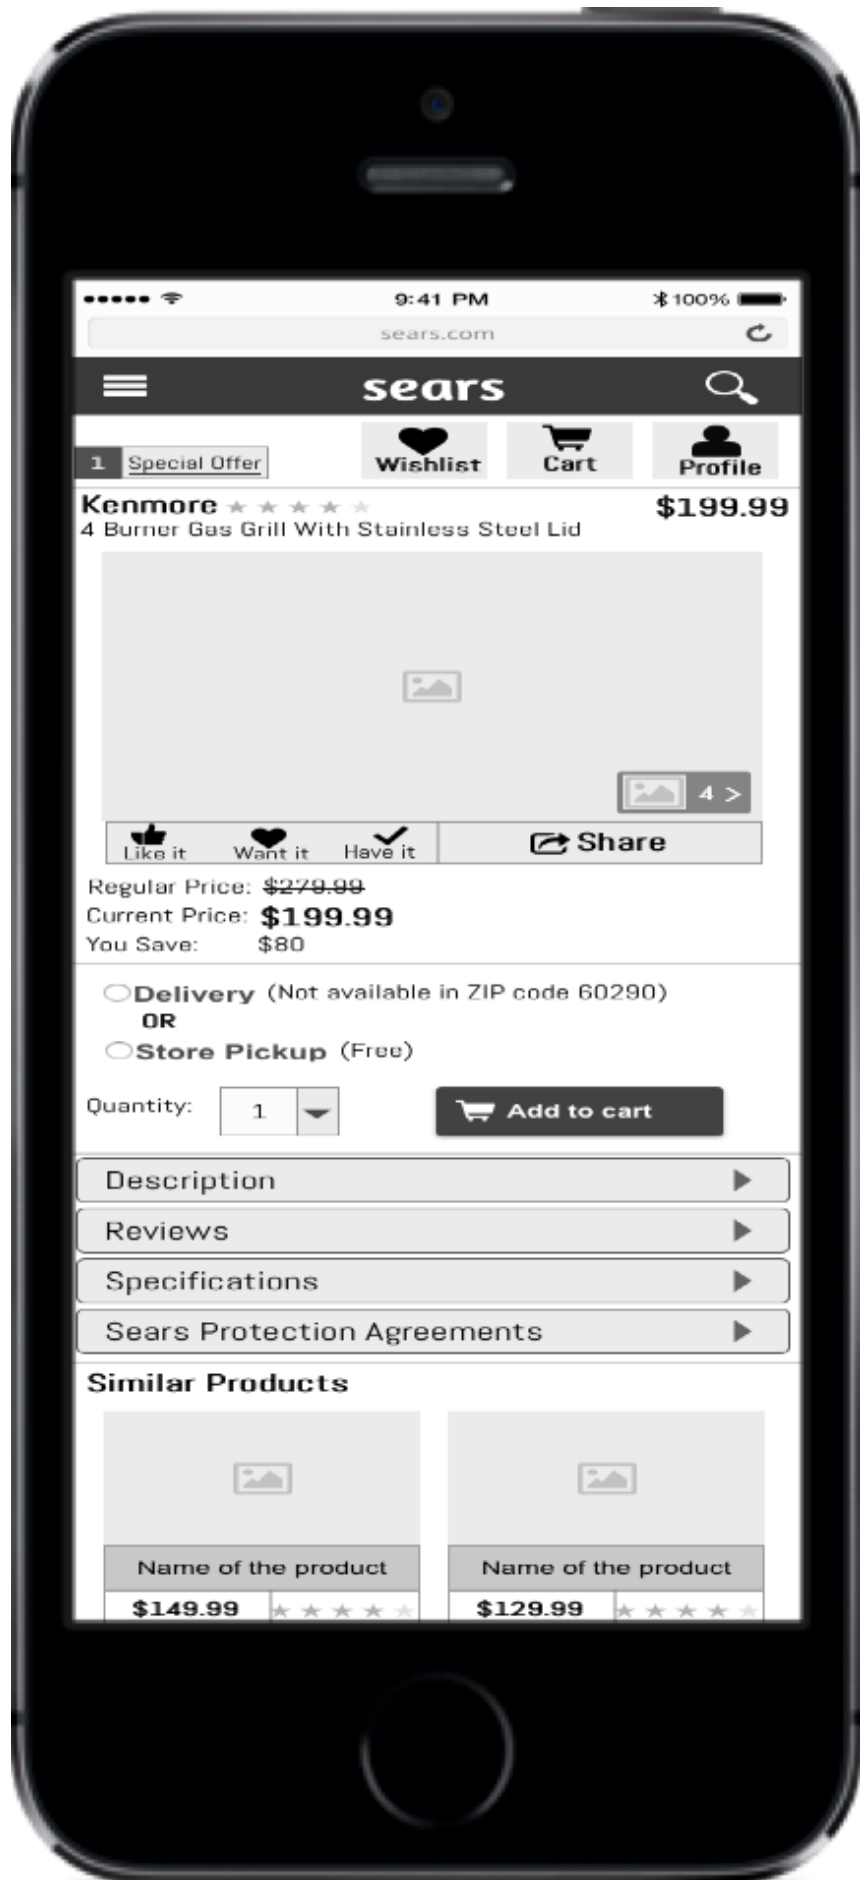 9:41 PM 100%
sears.com
sears
1 Special Offer Wishlist Cart Profile
Kenmore $199.99
4 Burner Gas Grill With Stainless Steel Lid
4 >
Like it Want it Have it Share
Regular Price: $279.99
Current Price: $199.99
You Save: $80
Delivery (Not available in ZIP code 60290)
OR
Store Pickup (Free)
Quantity: 1 Add to cart
Description
Reviews
Specifications
Sears Protection Agreements
Similar Products
Name of the product Name of the product
$149.99 $129.99